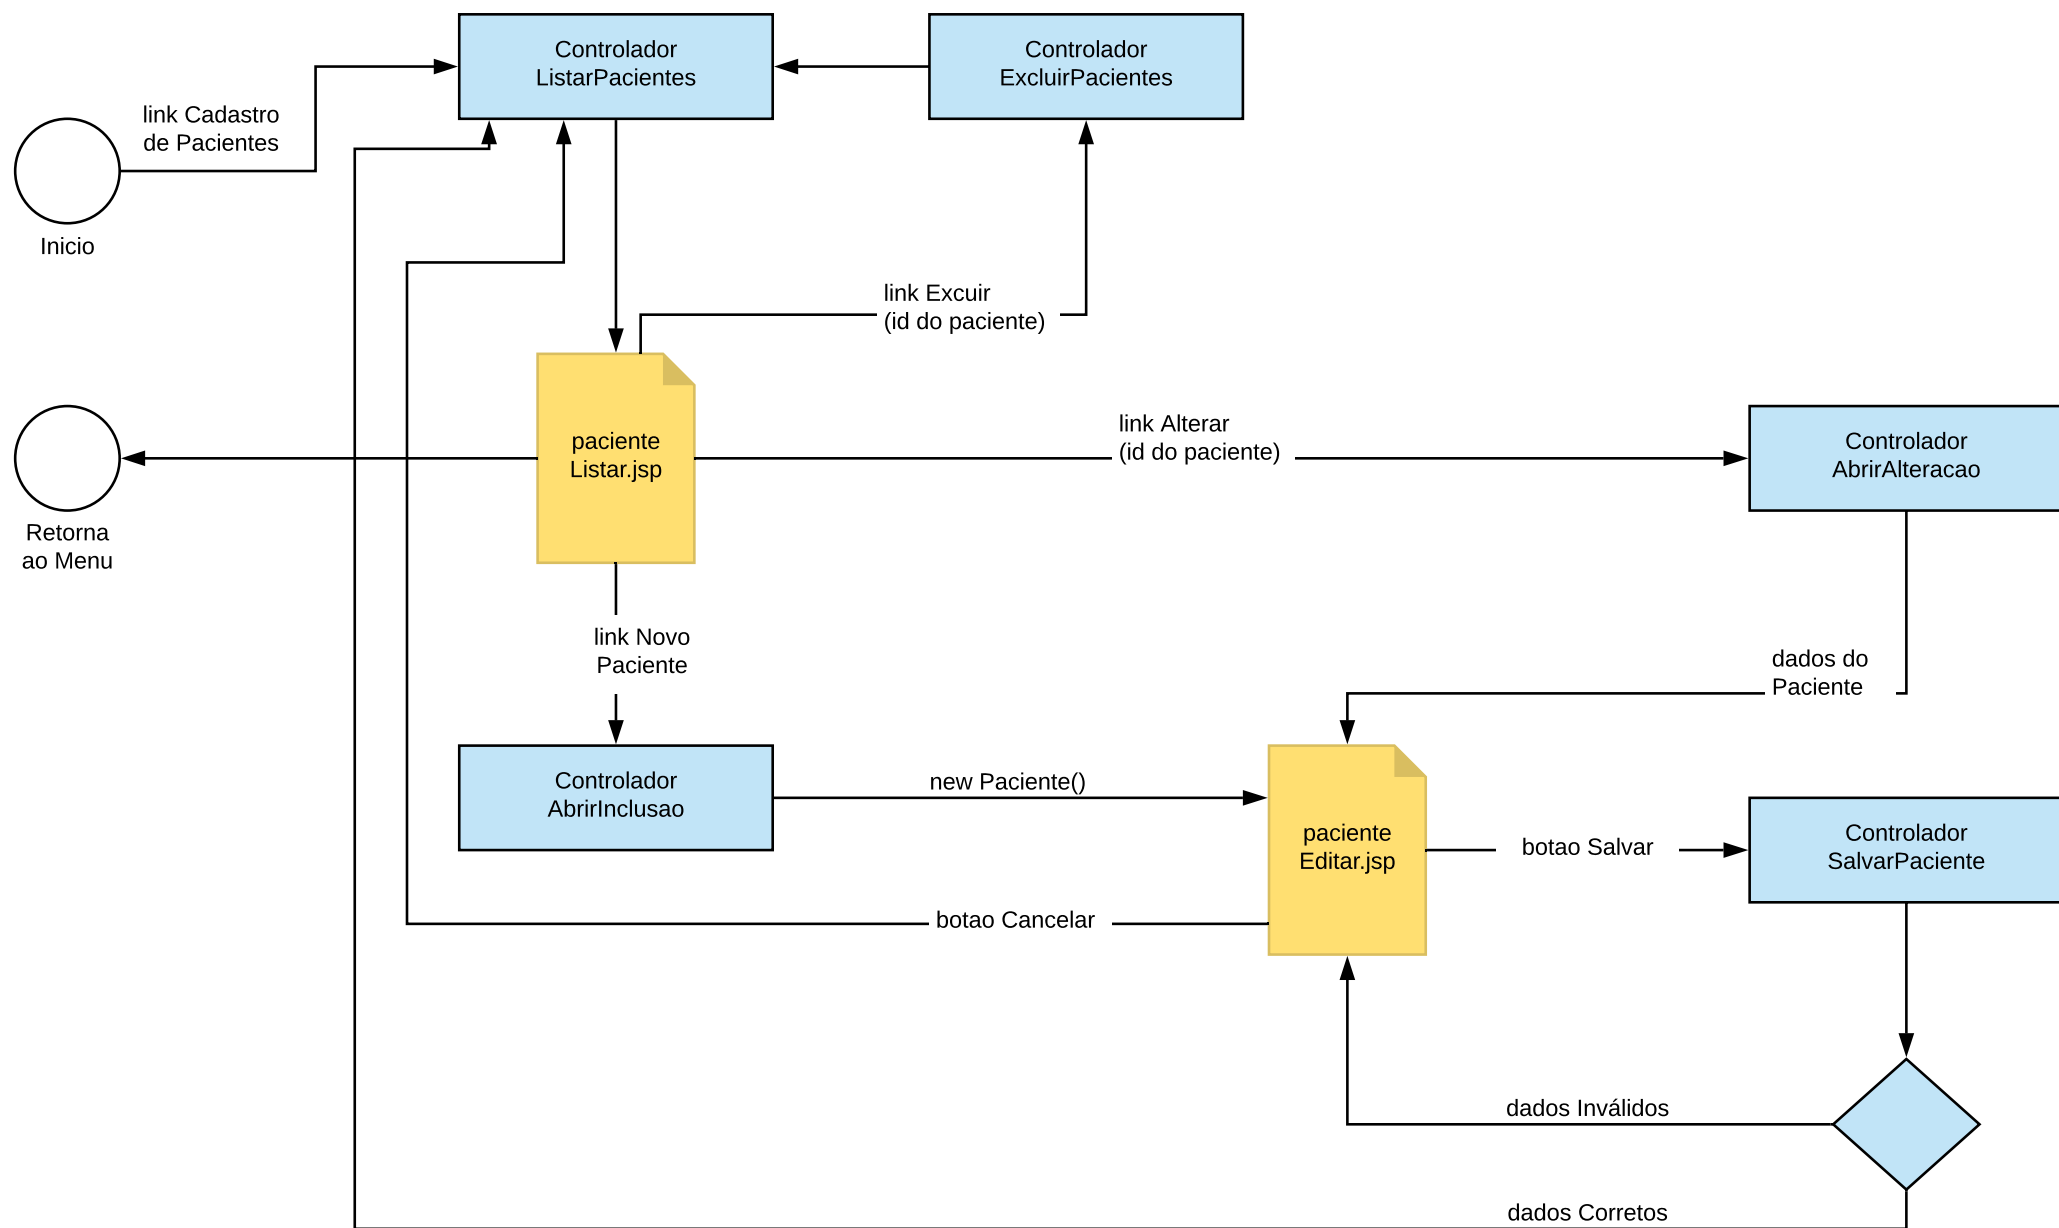 Controlador
ListarPacientes
Controlador
ExcluirPacientes
link Cadastro
de Pacientes
Inicio
link Excuir
(id do paciente)
paciente
Listar.jsp
link Alterar
(id do paciente)
Controlador
AbrirAlteracao
Retorna
ao Menu
link Novo
Paciente
dados do
Paciente
Controlador
AbrirInclusao
new Paciente()
paciente
Editar.jsp
botao Salvar
Controlador
SalvarPaciente
botao Cancelar
dados Inválidos
dados Corretos